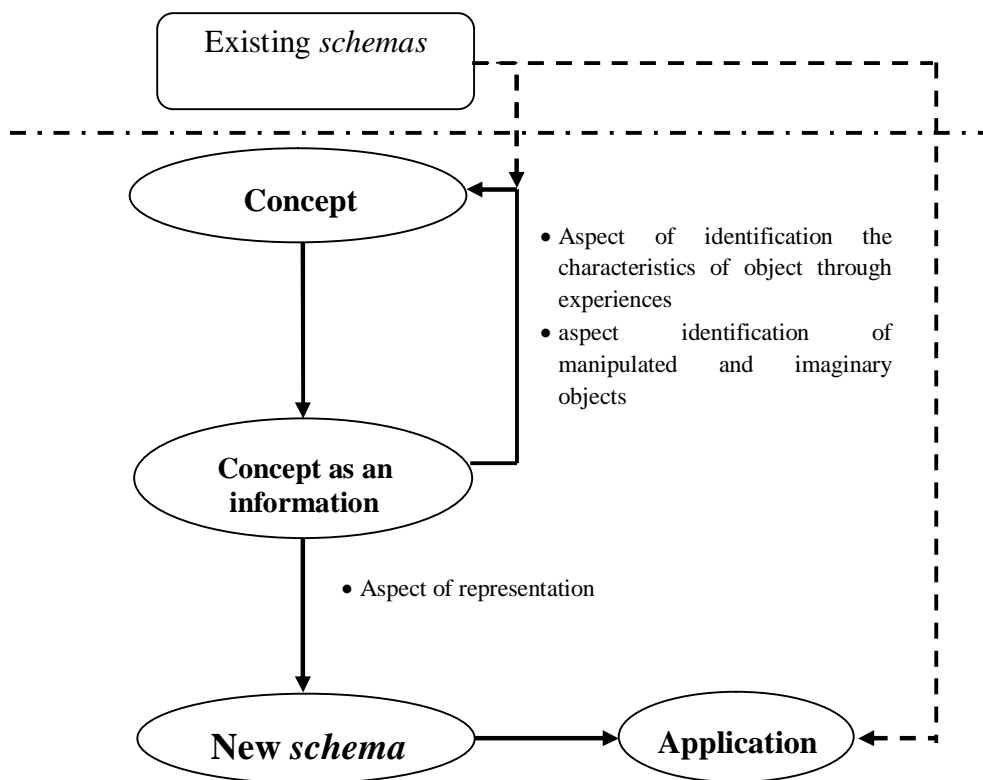 Existing schemas
Concept
• Aspect of identification the
characteristics of object through
experiences
• aspect identification of
manipulated and imaginary
objects
Concept as an
information
• Aspect of representation
New schema
Application